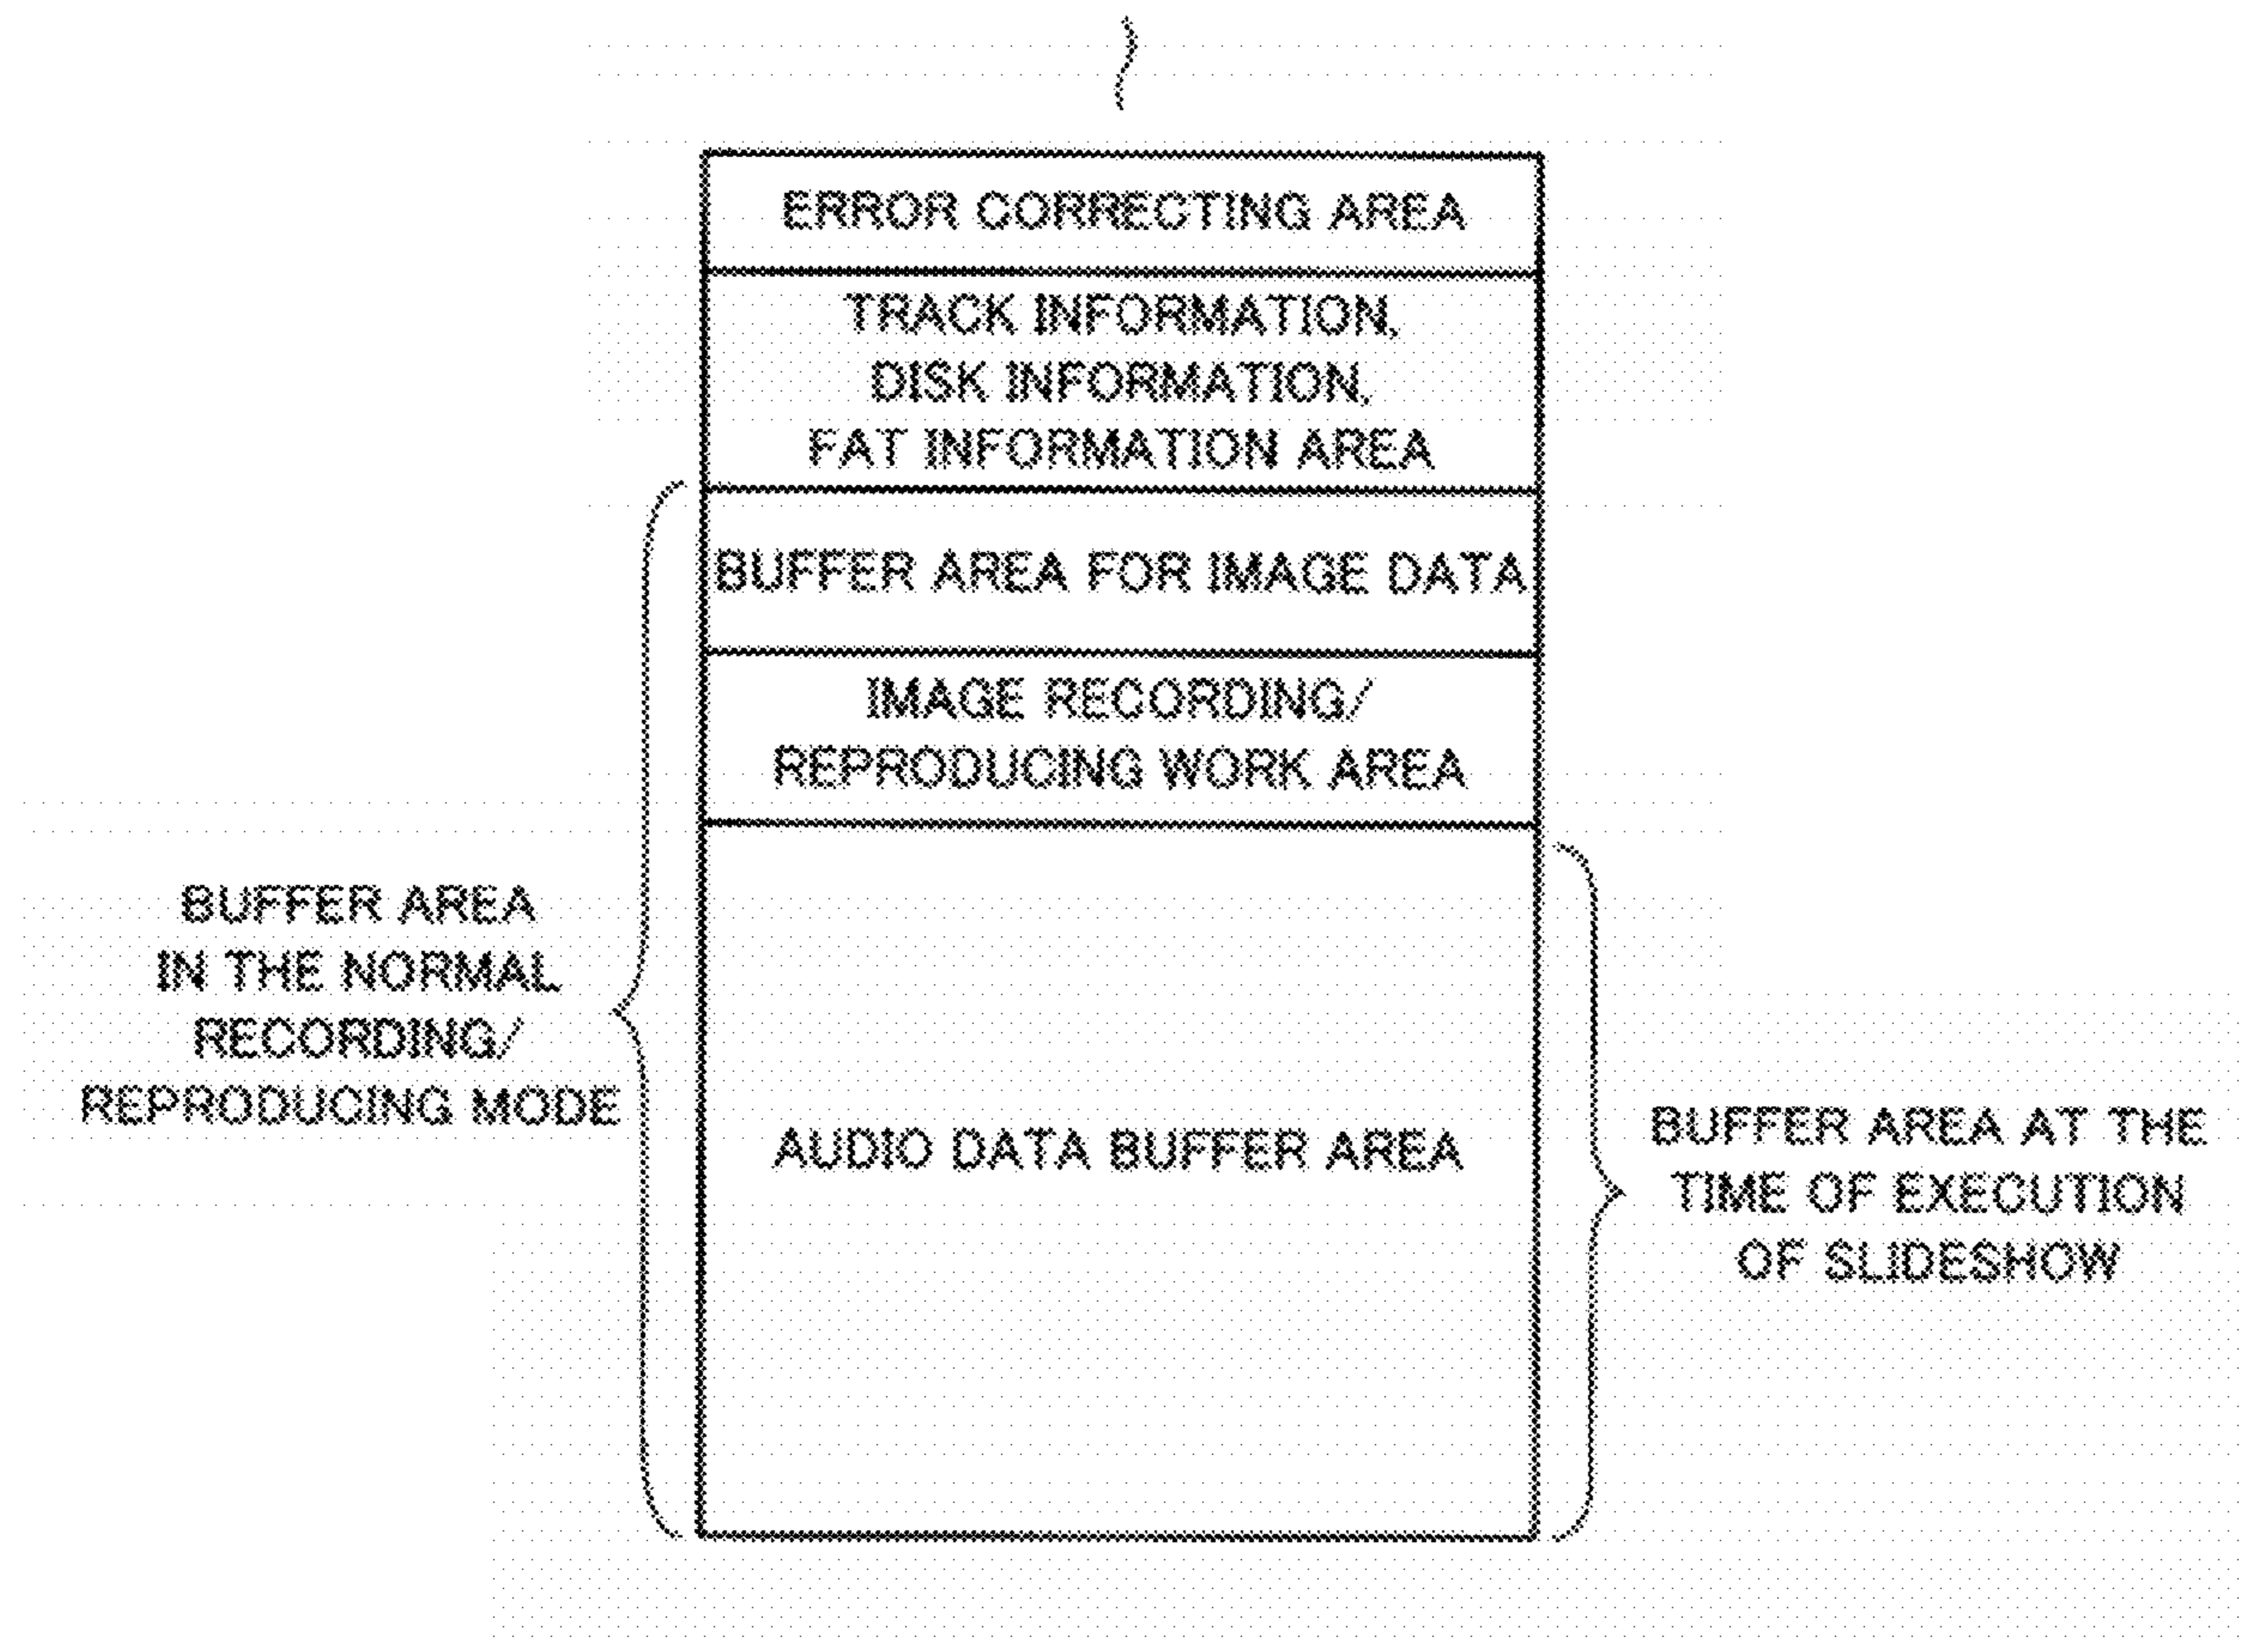 ERROR CORRECTING AREA
TRACK INFORMATION,
DISK INFORMATION,
FAT INFORMATION AREA
BUFFER AREA FOR IMAGE DATA
IMAGE RECORDING/
REPRODUCING WORK AREA
BUFFER AREA
IN THE NORMAL
RECORDING/
REPRODUCING MODE
AUDIO DATA BUFFER AREA
BUFFER AREA AT THE
TIME OF EXECUTION
OF SLIDESHOW